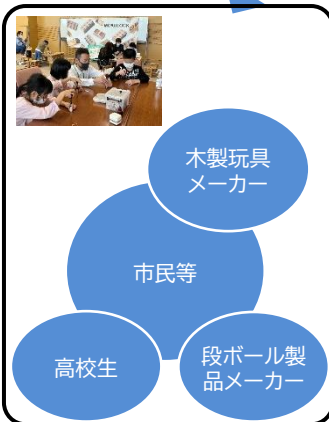 木製玩具
メーカー
市民等
高校生
段ボール製
品メーカー